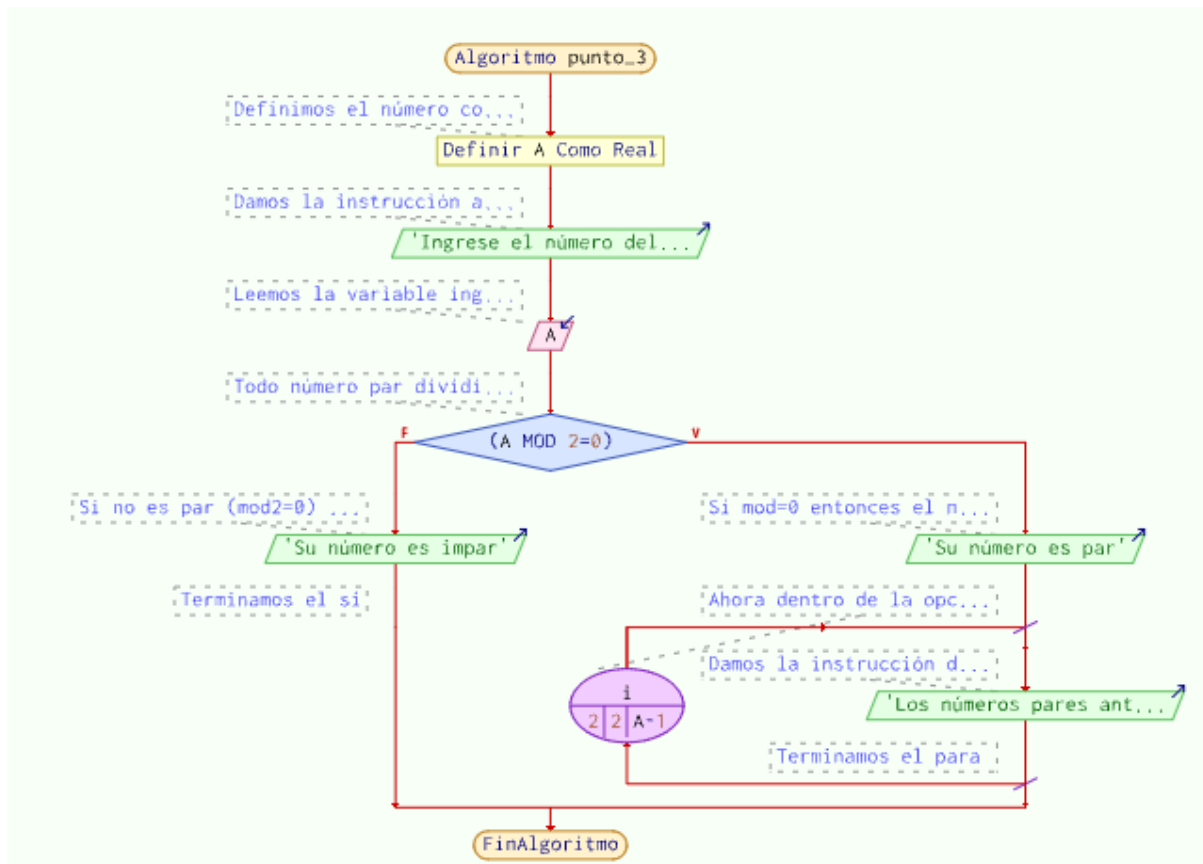 Algoritmo punto_3
Definimos el número co...
Definir A Como Real
Damos la instrucción a...
'Ingrese el número del...
Leemos la variable ing...
A
Todo número par dividi...
F
(A MOD 2=0)
V
Si no es par (mod2=0) ...
Si mod=0 entonces el n...
'Su número es impar'
'Su número es par'
Terminamos el si
Ahora dentro de la opc...
Damos la instrucción d...
i
2 2 A-1
'Los números pares ant...
Terminamos el para
FinAlgoritmo